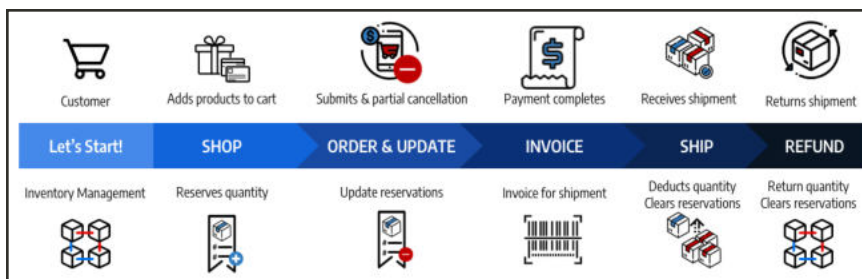 Customer
Adds products to cart
Submits & partial cancellation
Payment completes
Receives shipment
Returns shipment
Let's Start!
SHOP
ORDER & UPDATE
INVOICE
SHIP
REFUND
Inventory Management
Reserves quantity
Update reservations
Invoice for shipment
Deducts quantity
Clears reservations
Return quantity
Clears reservations